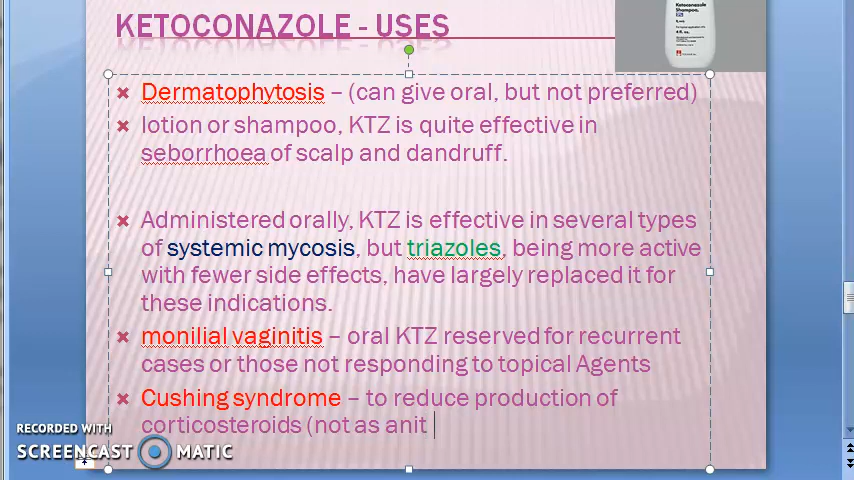 KETOCONAZOLE - USES
Ketoconazole
Shampoo,
Dermatophytosis – (can give oral, but not preferred)
lotion or shampoo, KTZ is quite effective in
seborrhoea of scalp and dandruff.
Administered orally, KTZ is effective in several types
of systemic mycosis, but triazoles, being more active
with fewer side effects, have largely replaced it for
these indications.
monilial vaginitis – oral KTZ reserved for recurrent
cases or those not responding to topical Agents
Cushing syndrome – to reduce production of
corticosteroids (not as anit
RECORDED WITH
SCREENCAST MATIC